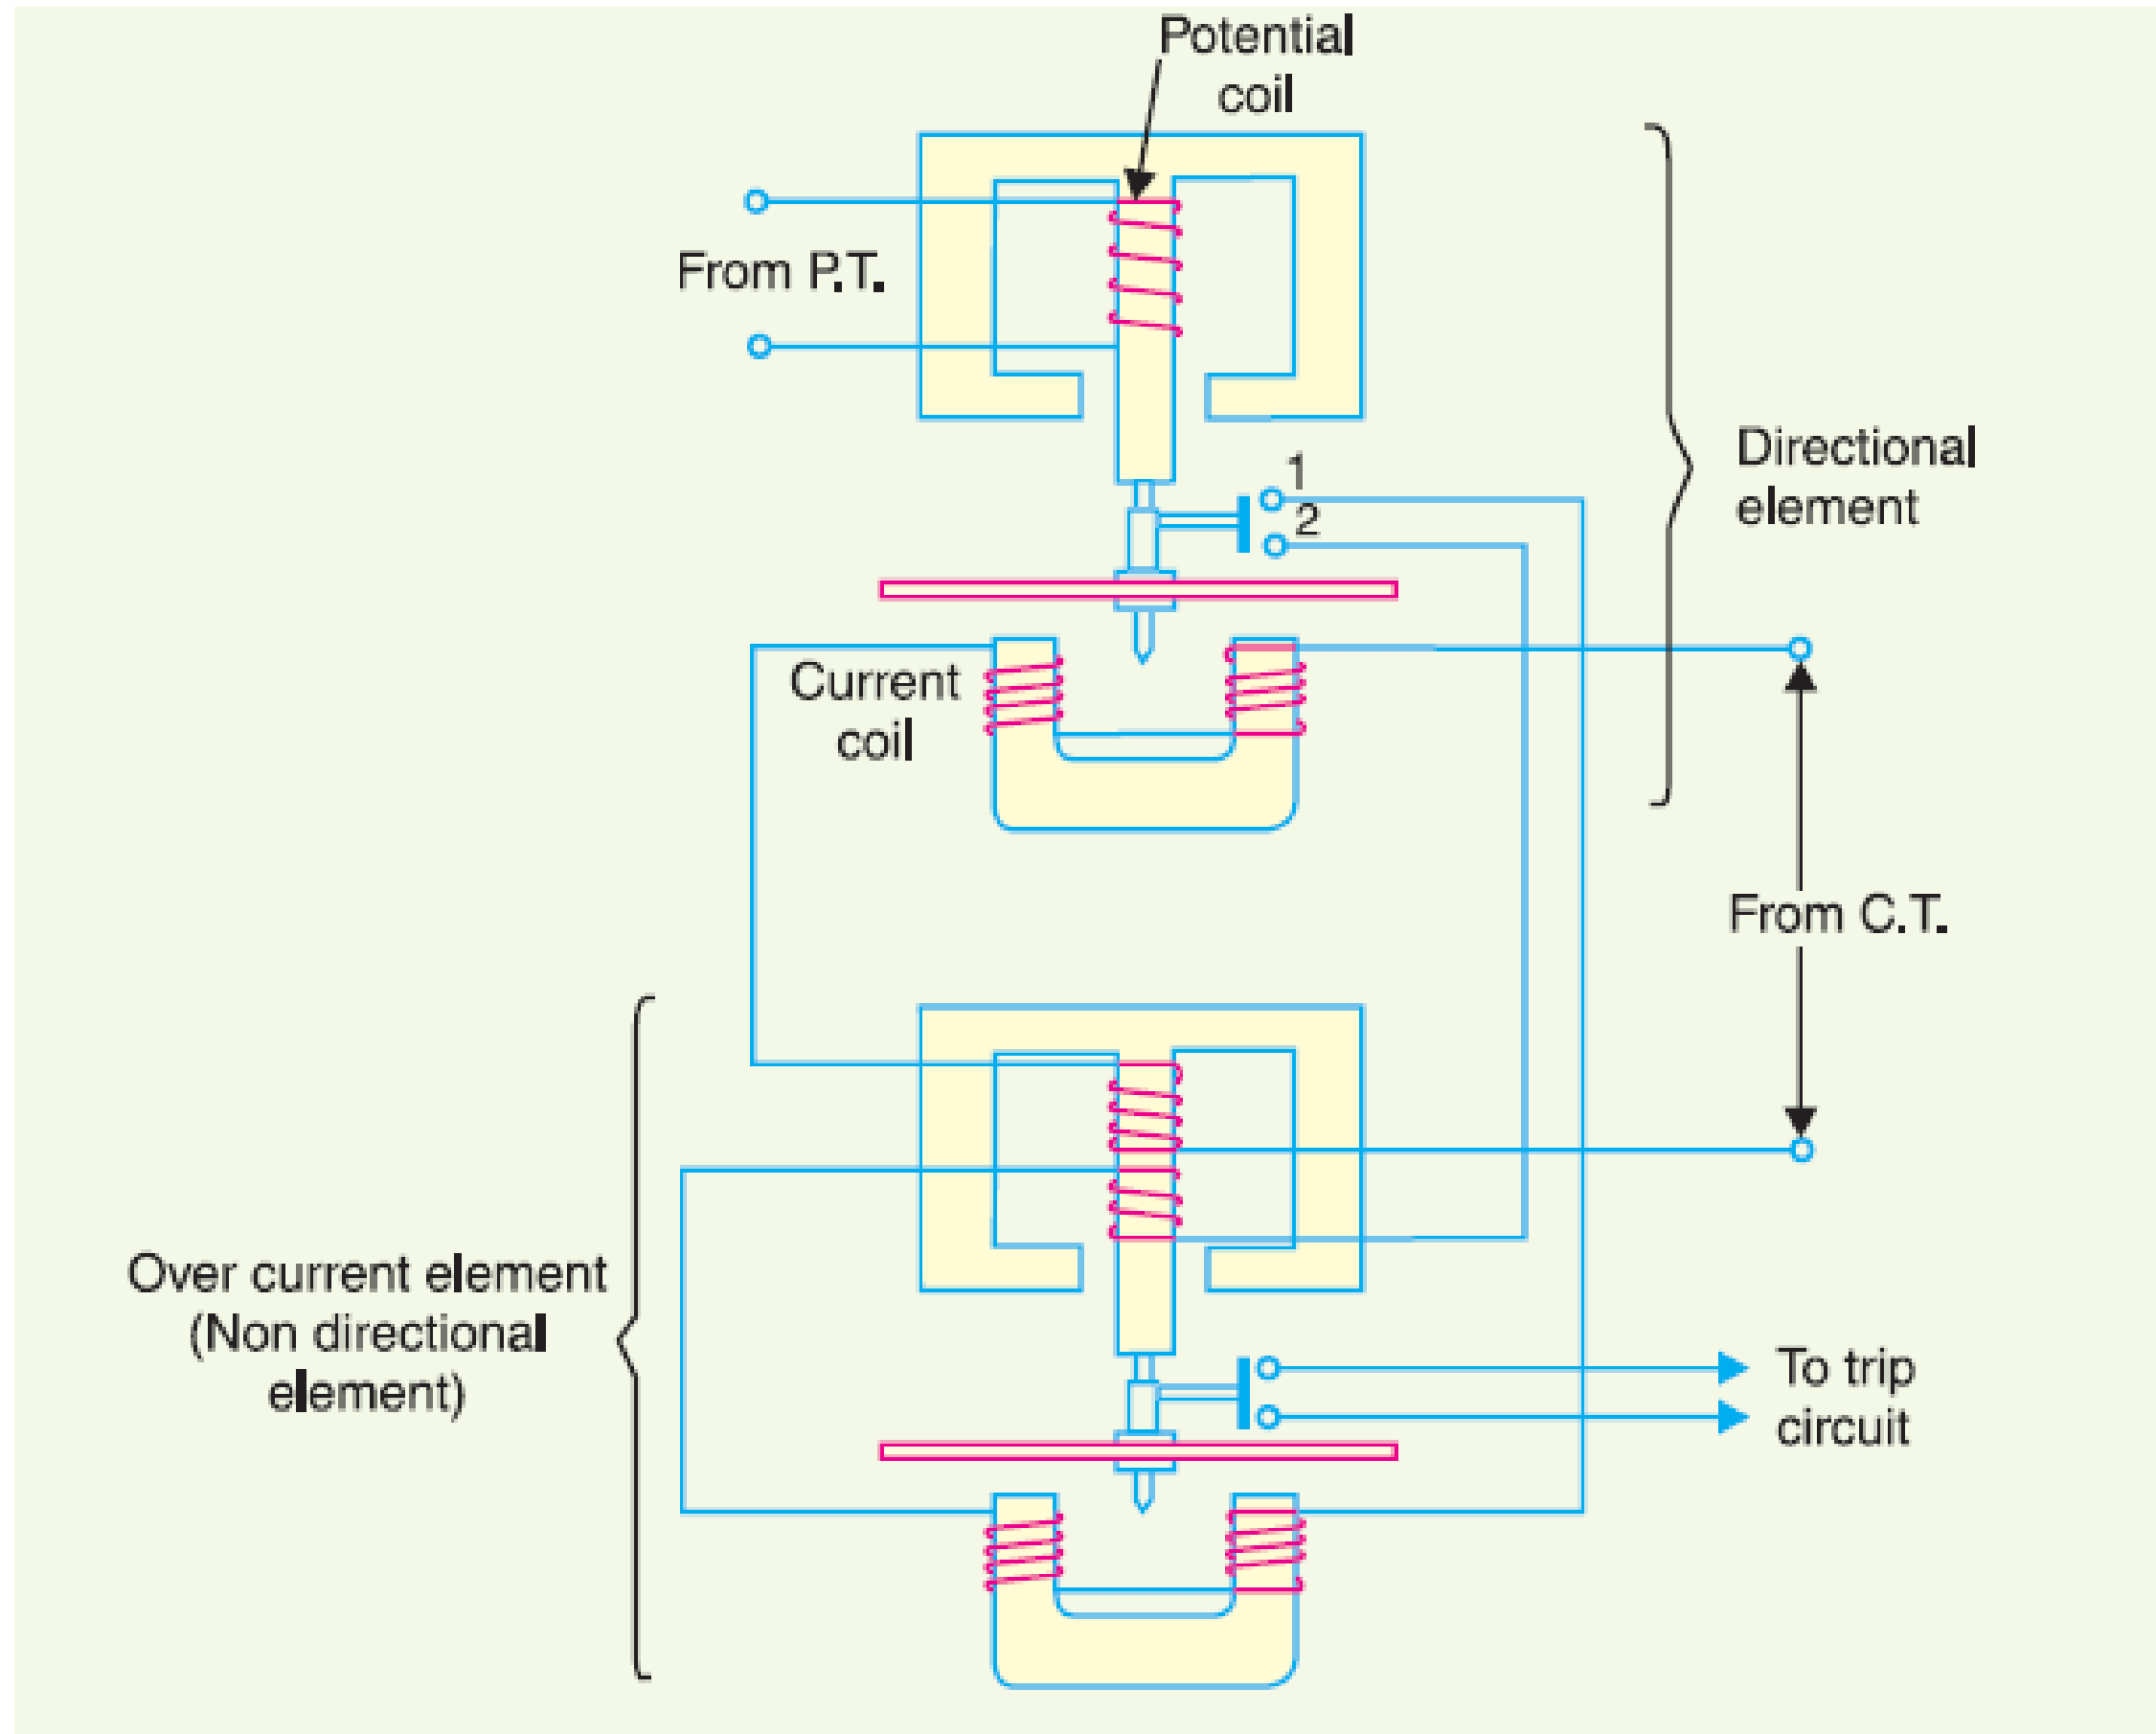 Potential
coil
From P.T.
1
2
Directional
element
Current
coil
From C.T.
Over current element
(Non directional
element)
To trip
circuit